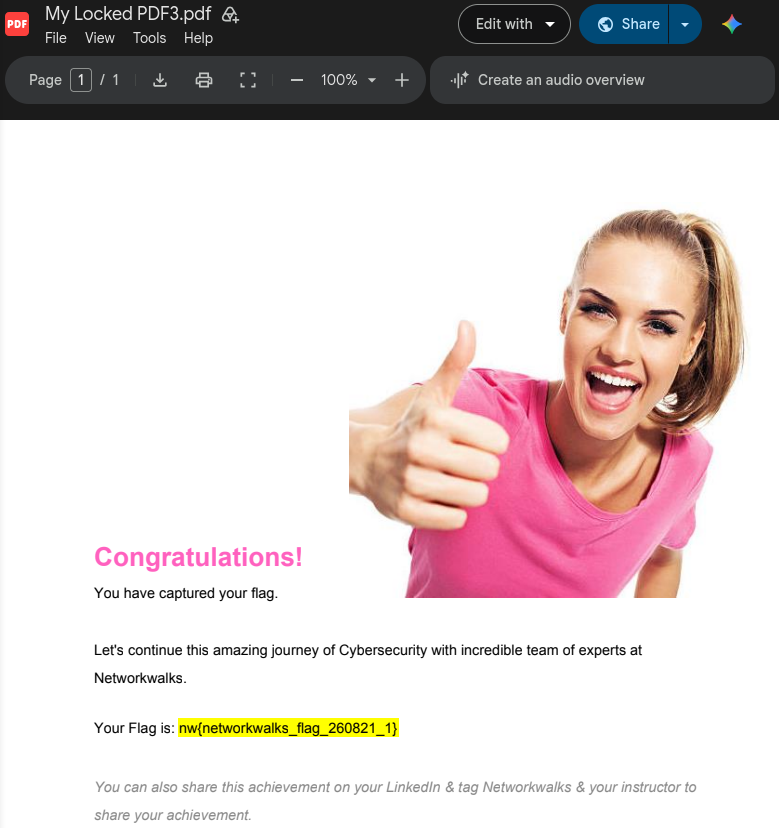 PDF
My Locked PDF3.pdf
File View Tools Help
Edit with
Share
Page 1 / 1
100%
Create an audio overview
Congratulations!
You have captured your flag.
Let's continue this amazing journey of Cybersecurity with incredible team of experts at
Networkwalks.
Your Flag is: nw{networkwalks_flag_260821_1}
You can also share this achievement on your LinkedIn & tag Networkwalks & your instructor to
share your achievement.